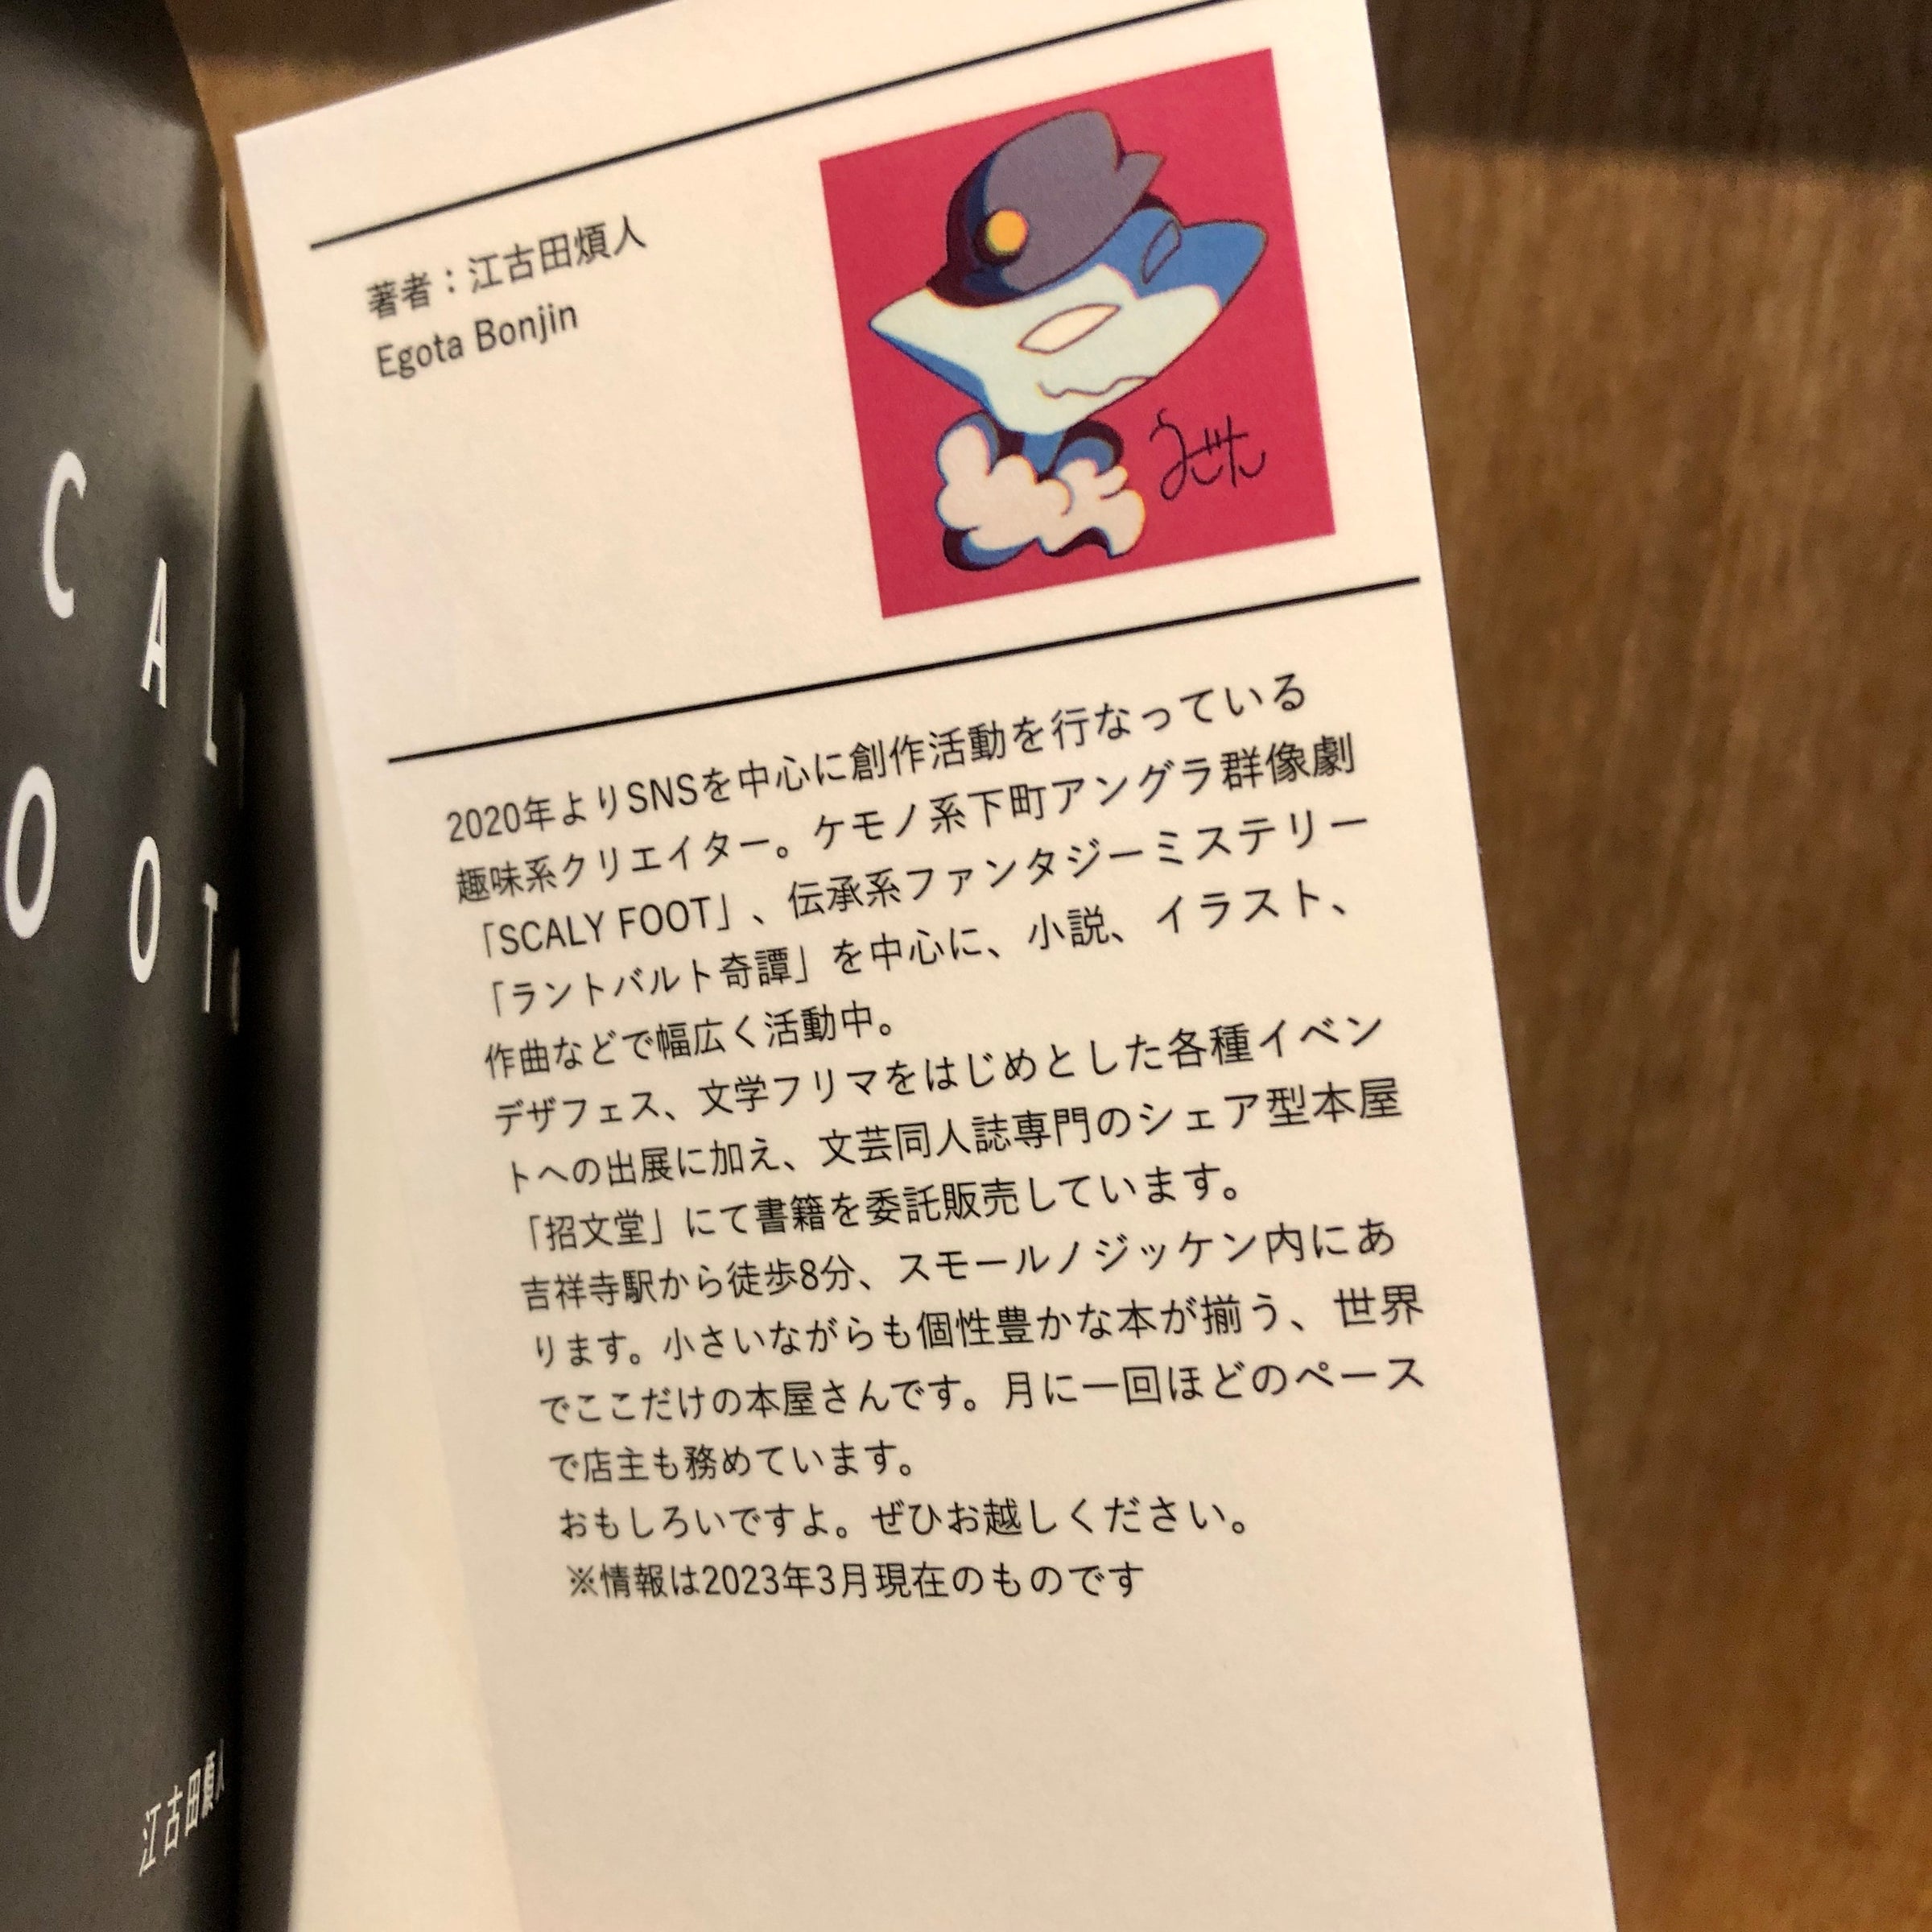 著者：江古田煩人
Egota Bonjin
2020年よりSNSを中心に創作活動を行なっている
趣味系クリエイター。ケモノ系下町アングラ群像劇
「SCALY FOOT」、伝承系ファンタジーミステリー
「ラントバルト奇譚」を中心に、小説、イラスト、
作曲などで幅広く活動中。
デザフェス、文学フリマをはじめとした各種イベン
トへの出展に加え、文芸同人誌専門のシェア型本屋
「招文堂」にて書籍を委託販売しています。
吉祥寺駅から徒歩8分、スモールノジッケン内にあ
ります。小さいながらも個性豊かな本が揃う、世界
でここだけの本屋さんです。月に一回ほどのペース
で店主も務めています。
おもしろいですよ。ぜひお越しください。
※情報は2023年3月現在のものです
C A L
O O T
江古田煩人